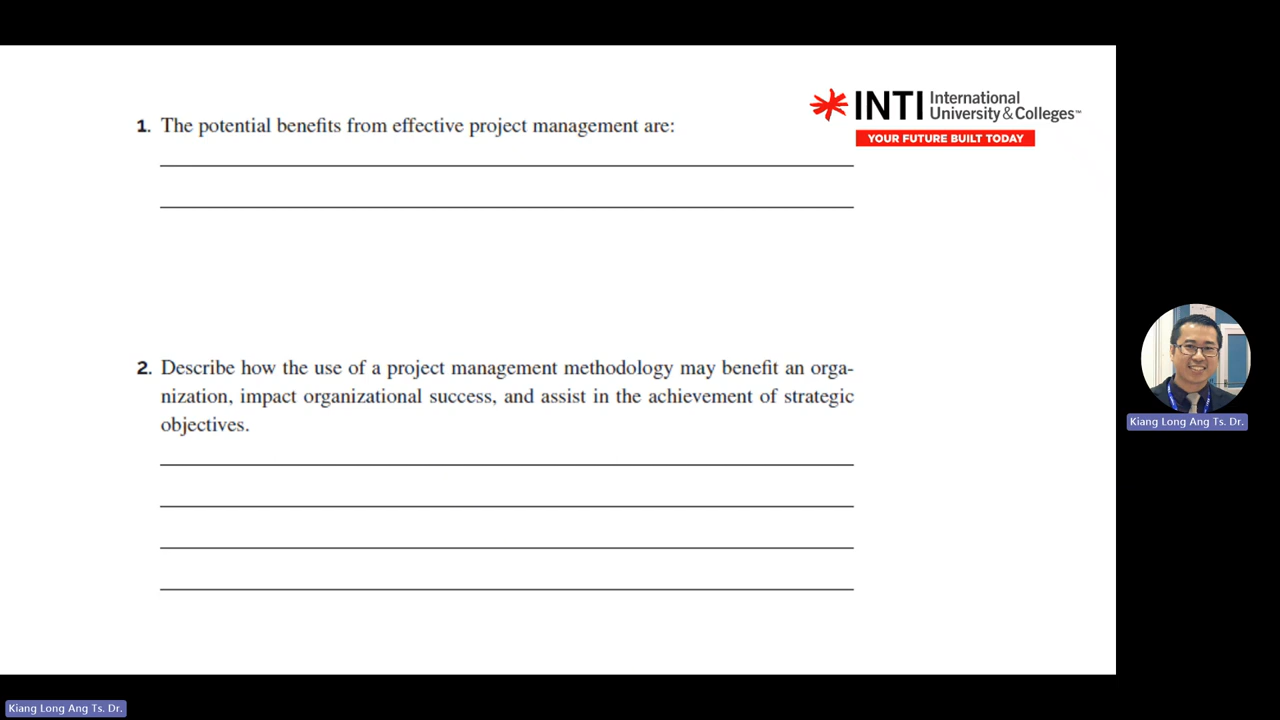 INTI International
University & Colleges™
YOUR FUTURE BUILT TODAY
1. The potential benefits from effective project management are:
2. Describe how the use of a project management methodology may benefit an orga-
nization, impact organizational success, and assist in the achievement of strategic
objectives.
Kiang Long Ang Ts. Dr.
Kiang Long Ang Ts. Dr.